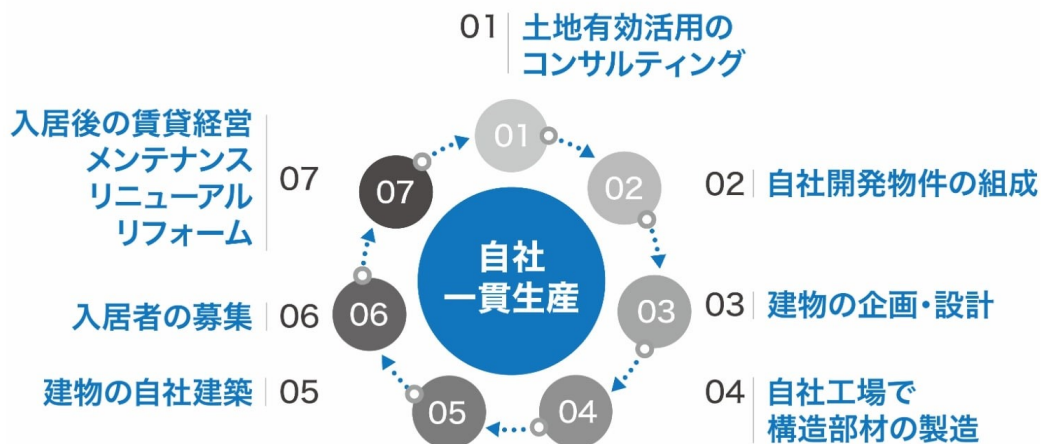 01
土地有効活用の
コンサルティング
02
自社開発物件の組成
03
建物の企画・設計
04
自社工場で
構造部材の製造
05
建物の自社建築
06
入居者の募集
07
入居後の賃貸経営
メンテナンス
リニューアル
リフォーム
01
02
03
04
05
06
07
自社
一貫生産